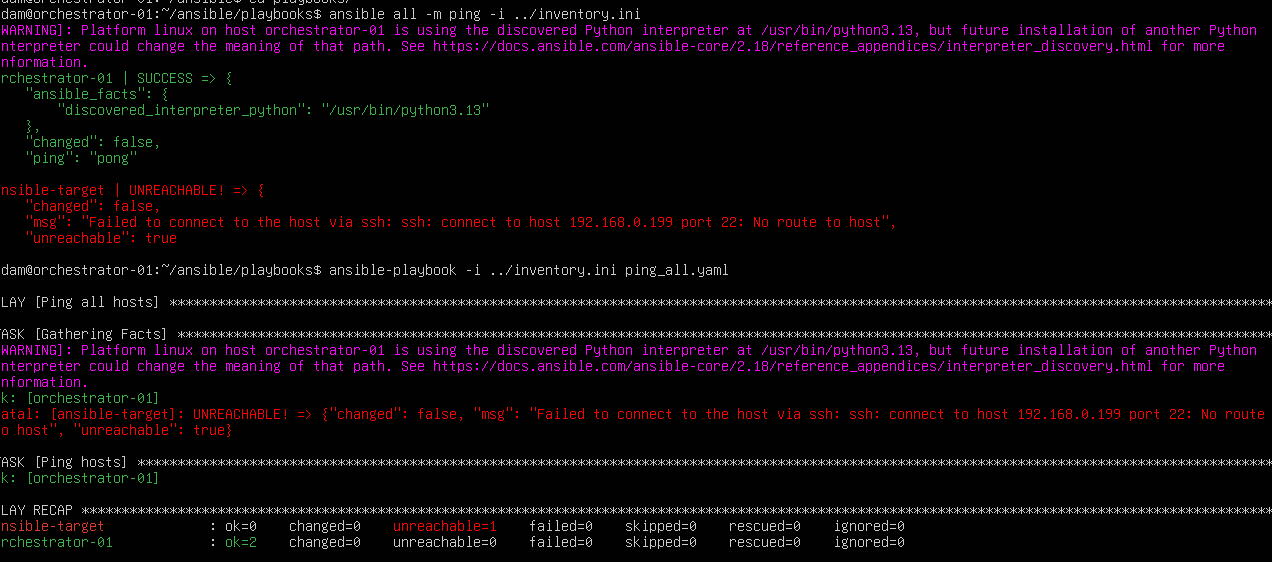 dam@orchestrator-01:~/ansible/playbooks$ ansible all -m ping -i ../inventory.ini
WARNING]: Platform linux on host orchestrator-01 is using the discovered Python interpreter at /usr/bin/python3.13, but future installation of another Python
nterpreter could change the meaning of that path. See https://docs.ansible.com/ansible-core/2.18/reference_appendices/interpreter_discovery.html for more
nformation.
rchestrator-01 | SUCCESS => {
    "ansible_facts": {
        "discovered_interpreter_python": "/usr/bin/python3.13"
    },
    "changed": false,
    "ping": "pong"
nsible-target | UNREACHABLE! => {
    "changed": false,
    "msg": "Failed to connect to the host via ssh: ssh: connect to host 192.168.0.199 port 22: No route to host",
    "unreachable": true
dam@orchestrator-01:~/ansible/playbooks$ ansible-playbook -i ../inventory.ini ping_all.yaml
LAY [Ping all hosts] ****************************************************************************************************************************************
TASK [Gathering Facts] **************************************************************************************************************************************
WARNING]: Platform linux on host orchestrator-01 is using the discovered Python interpreter at /usr/bin/python3.13, but future installation of another Python
nterpreter could change the meaning of that path. See https://docs.ansible.com/ansible-core/2.18/reference_appendices/interpreter_discovery.html for more
nformation.
k: [orchestrator-01]
atal: [ansible-target]: UNREACHABLE! => {"changed": false, "msg": "Failed to connect to the host via ssh: ssh: connect to host 192.168.0.199 port 22: No route
o host", "unreachable": true}
TASK [Ping hosts] *******************************************************************************************************************************************
k: [orchestrator-01]
LAY RECAP ***************************************************************************************************************************************************
nsible-target             : ok=0    changed=0    unreachable=1    failed=0    skipped=0    rescued=0    ignored=0
rchestrator-01            : ok=2    changed=0    unreachable=0    failed=0    skipped=0    rescued=0    ignored=0